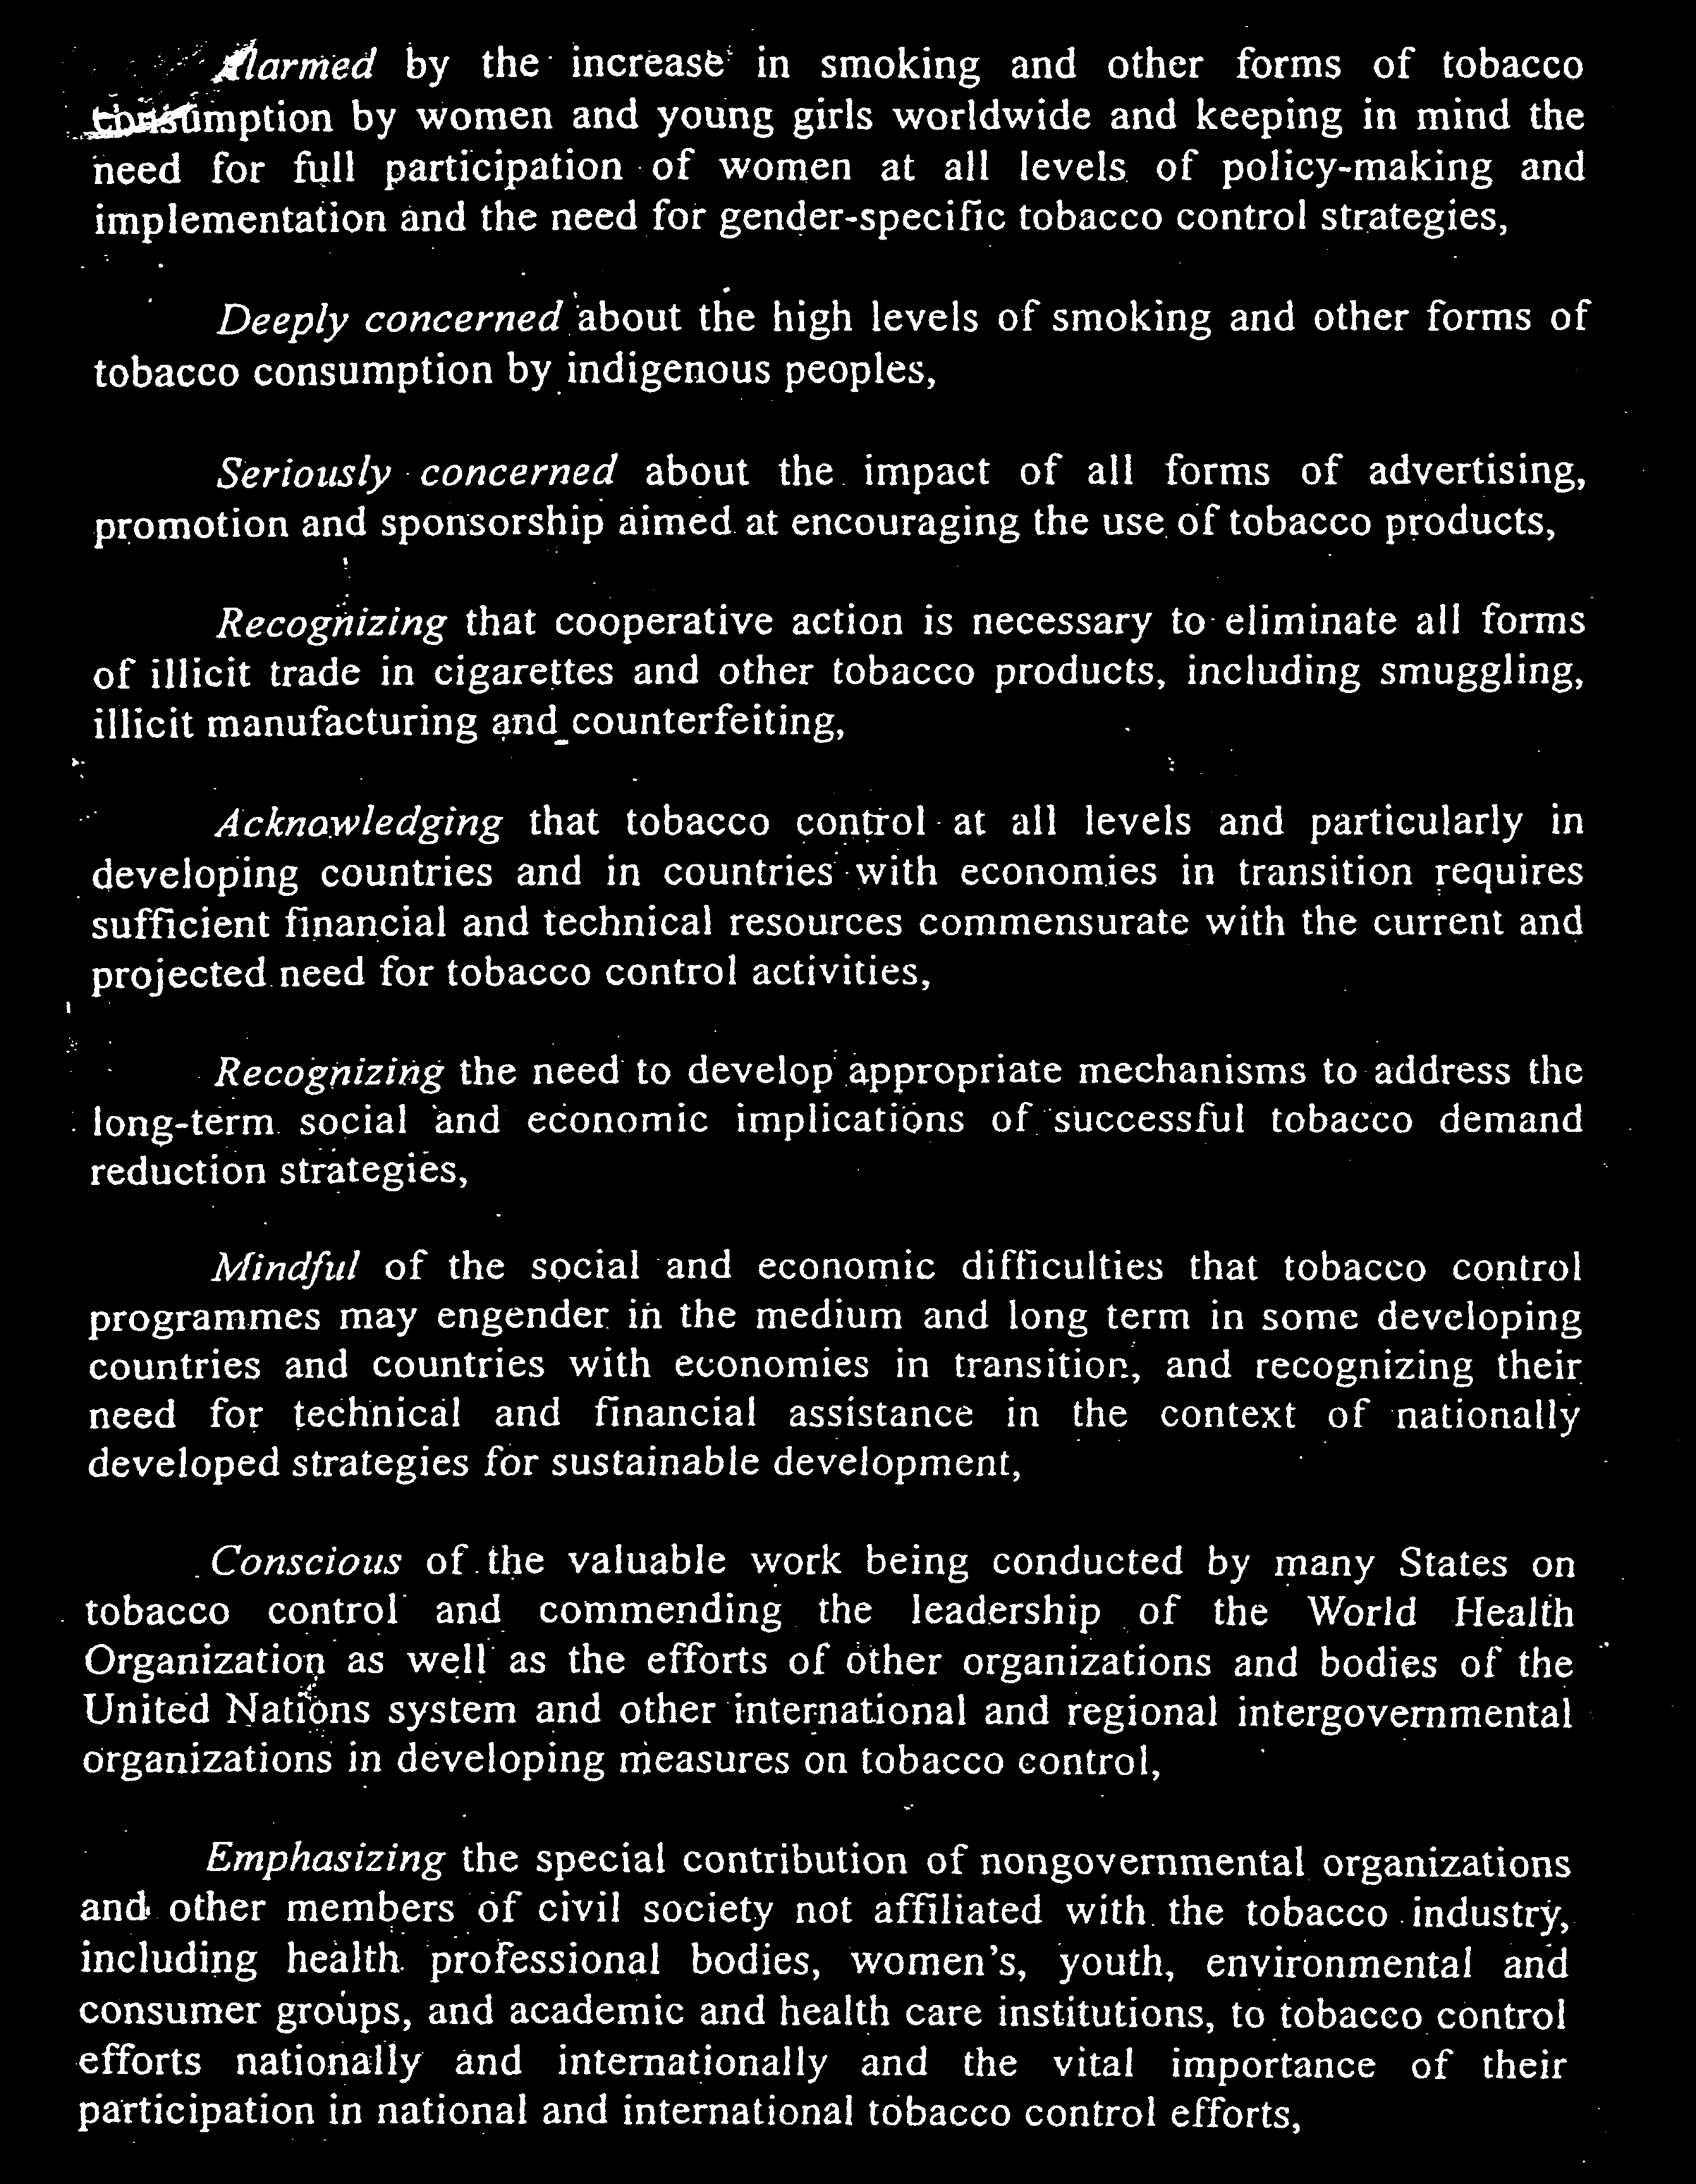 Alarmed by the increase in smoking and other forms of tobacco
consumption by women and young girls worldwide and keeping in mind the
need for full participation of women at all levels of policy-making and
implementation and the need for gender-specific tobacco control strategies,
Deeply concerned about the high levels of smoking and other forms of
tobacco consumption by indigenous peoples,
Seriously concerned about the impact of all forms of advertising,
promotion and sponsorship aimed at encouraging the use of tobacco products,
Recognizing that cooperative action is necessary to eliminate all forms
of illicit trade in cigarettes and other tobacco products, including smuggling,
illicit manufacturing and counterfeiting,
Acknowledging that tobacco control at all levels and particularly in
developing countries and in countries with economies in transition requires
sufficient financial and technical resources commensurate with the current and
projected need for tobacco control activities,
Recognizing the need to develop appropriate mechanisms to address the
long-term social and economic implications of successful tobacco demand
reduction strategies,
Mindful of the social and economic difficulties that tobacco control
programmes may engender in the medium and long term in some developing
countries and countries with economies in transition, and recognizing their
need for technical and financial assistance in the context of nationally
developed strategies for sustainable development,
Conscious of the valuable work being conducted by many States on
tobacco control and commending the leadership of the World Health
Organization as well as the efforts of other organizations and bodies of the
United Nations system and other international and regional intergovernmental
organizations in developing measures on tobacco control,
Emphasizing the special contribution of nongovernmental organizations
and other members of civil society not affiliated with the tobacco industry,
including health professional bodies, women's, youth, environmental and
consumer groups, and academic and health care institutions, to tobacco control
efforts nationally and internationally and the vital importance of their
participation in national and international tobacco control efforts,